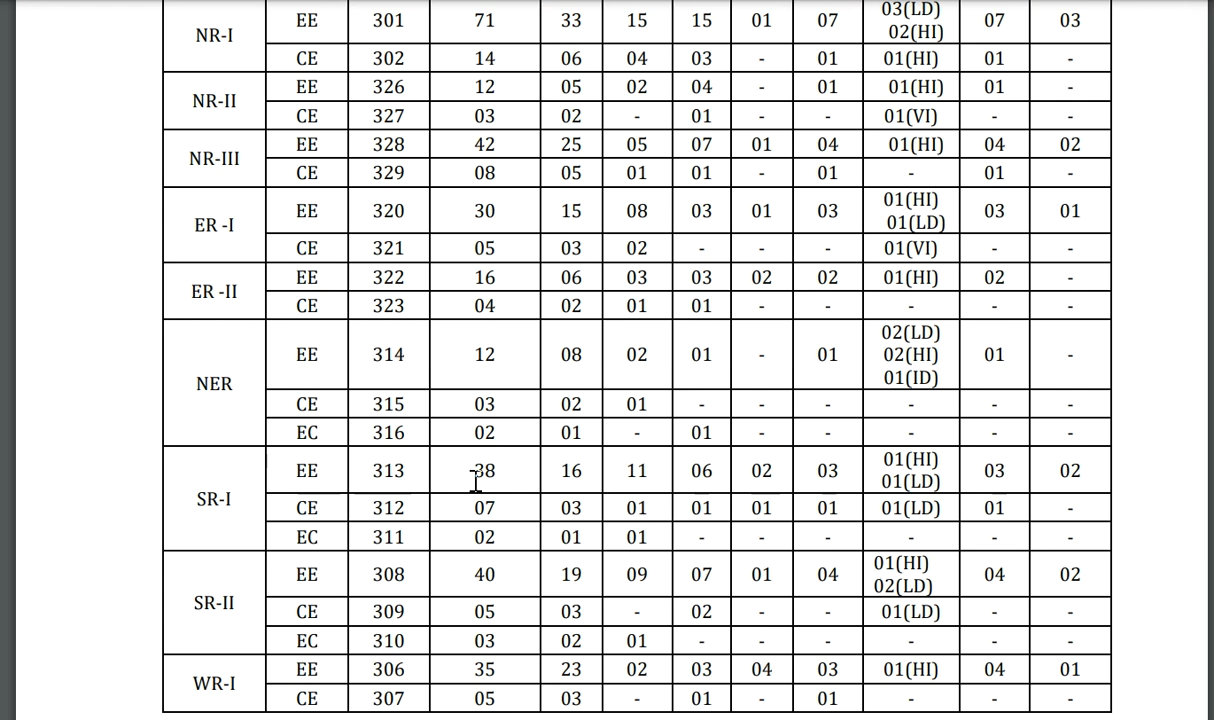 NR-I EE 301 71 33 15 15 01 07 03(LD) 02(HI) 07 03
CE 302 14 06 04 03 - 01 01(HI) 01 -
NR-II EE 326 12 05 02 04 - 01 01(HI) 01 -
CE 327 03 02 - 01 - - 01(VI) - -
NR-III EE 328 42 25 05 07 01 04 01(HI) 04 02
CE 329 08 05 01 01 - 01 - 01 -
ER -I EE 320 30 15 08 03 01 03 01(HI) 01(LD) 03 01
CE 321 05 03 02 - - - 01(VI) - -
ER -II EE 322 16 06 03 03 02 02 01(HI) 02 -
CE 323 04 02 01 01 - - - - -
NER EE 314 12 08 02 01 - 01 02(LD) 02(HI) 01(ID) 01 -
CE 315 03 02 01 - - - - - -
EC 316 02 01 - 01 - - - - -
SR-I EE 313 38 16 11 06 02 03 01(HI) 01(LD) 03 02
CE 312 07 03 01 01 01 01 01(LD) 01 -
EC 311 02 01 01 - - - - - -
SR-II EE 308 40 19 09 07 01 04 01(HI) 02(LD) 04 02
CE 309 05 03 - 02 - - 01(LD) - -
EC 310 03 02 01 - - - - - -
WR-I EE 306 35 23 02 03 04 03 01(HI) 04 01
CE 307 05 03 - 01 - 01 - - -